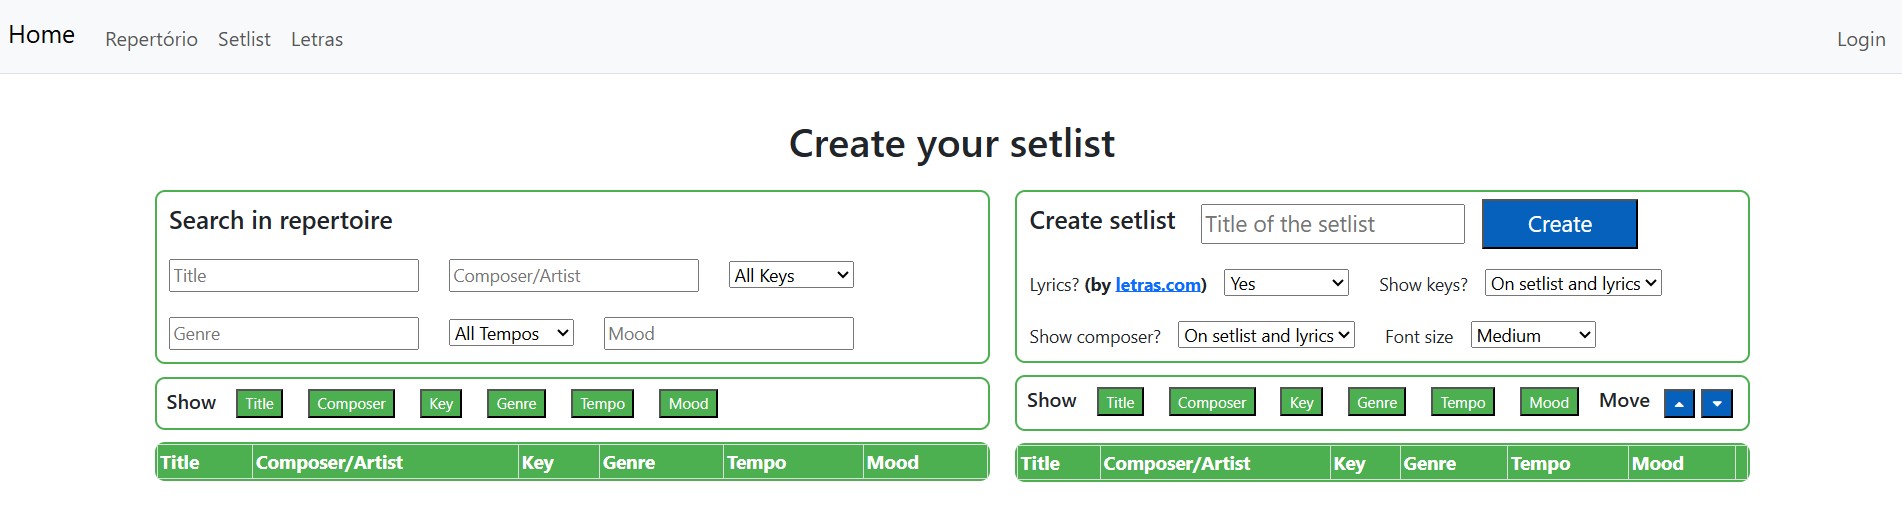 Home Repertório Setlist Letras Login
Create your setlist
Search in repertoire
Title Composer/Artist All Keys
Genre All Tempos Mood
Show Title Composer Key Genre Tempo Mood
Title Composer/Artist Key Genre Tempo Mood
Create setlist Title of the setlist Create
Lyrics? (by letras.com) Yes Show keys? On setlist and lyrics
Show composer? On setlist and lyrics Font size Medium
Show Title Composer Key Genre Tempo Mood Move
Title Composer/Artist Key Genre Tempo Mood